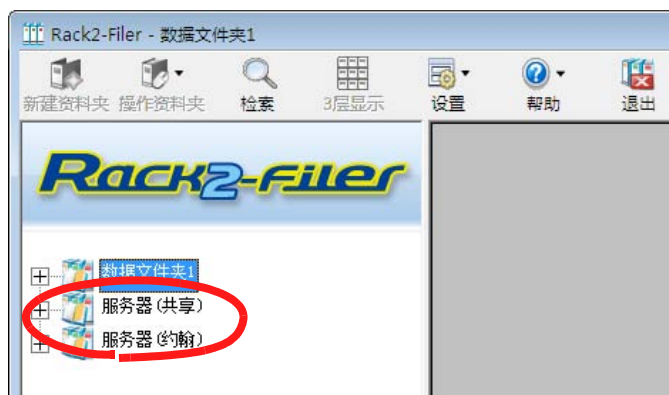 Rack2-Filer - 数据文件夹1
新建资料夹 操作资料夹 检索 3层显示 设置 帮助 退出
Rack2-Filer
数据文件夹1
服务器(共享)
服务器(约翰)